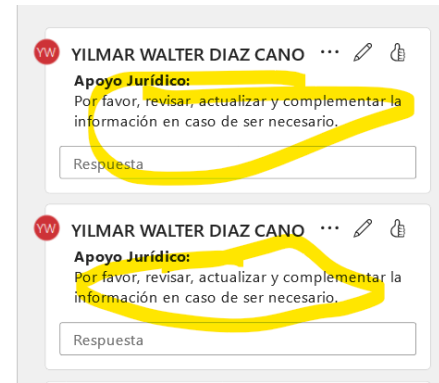 YW YILMAR WALTER DIAZ CANO ...
Apoyo Jurídico:
Por favor, revisar, actualizar y complementar la
información en caso de ser necesario.
Respuesta
YW YILMAR WALTER DIAZ CANO ...
Apoyo Jurídico:
Por favor, revisar, actualizar y complementar la
información en caso de ser necesario.
Respuesta